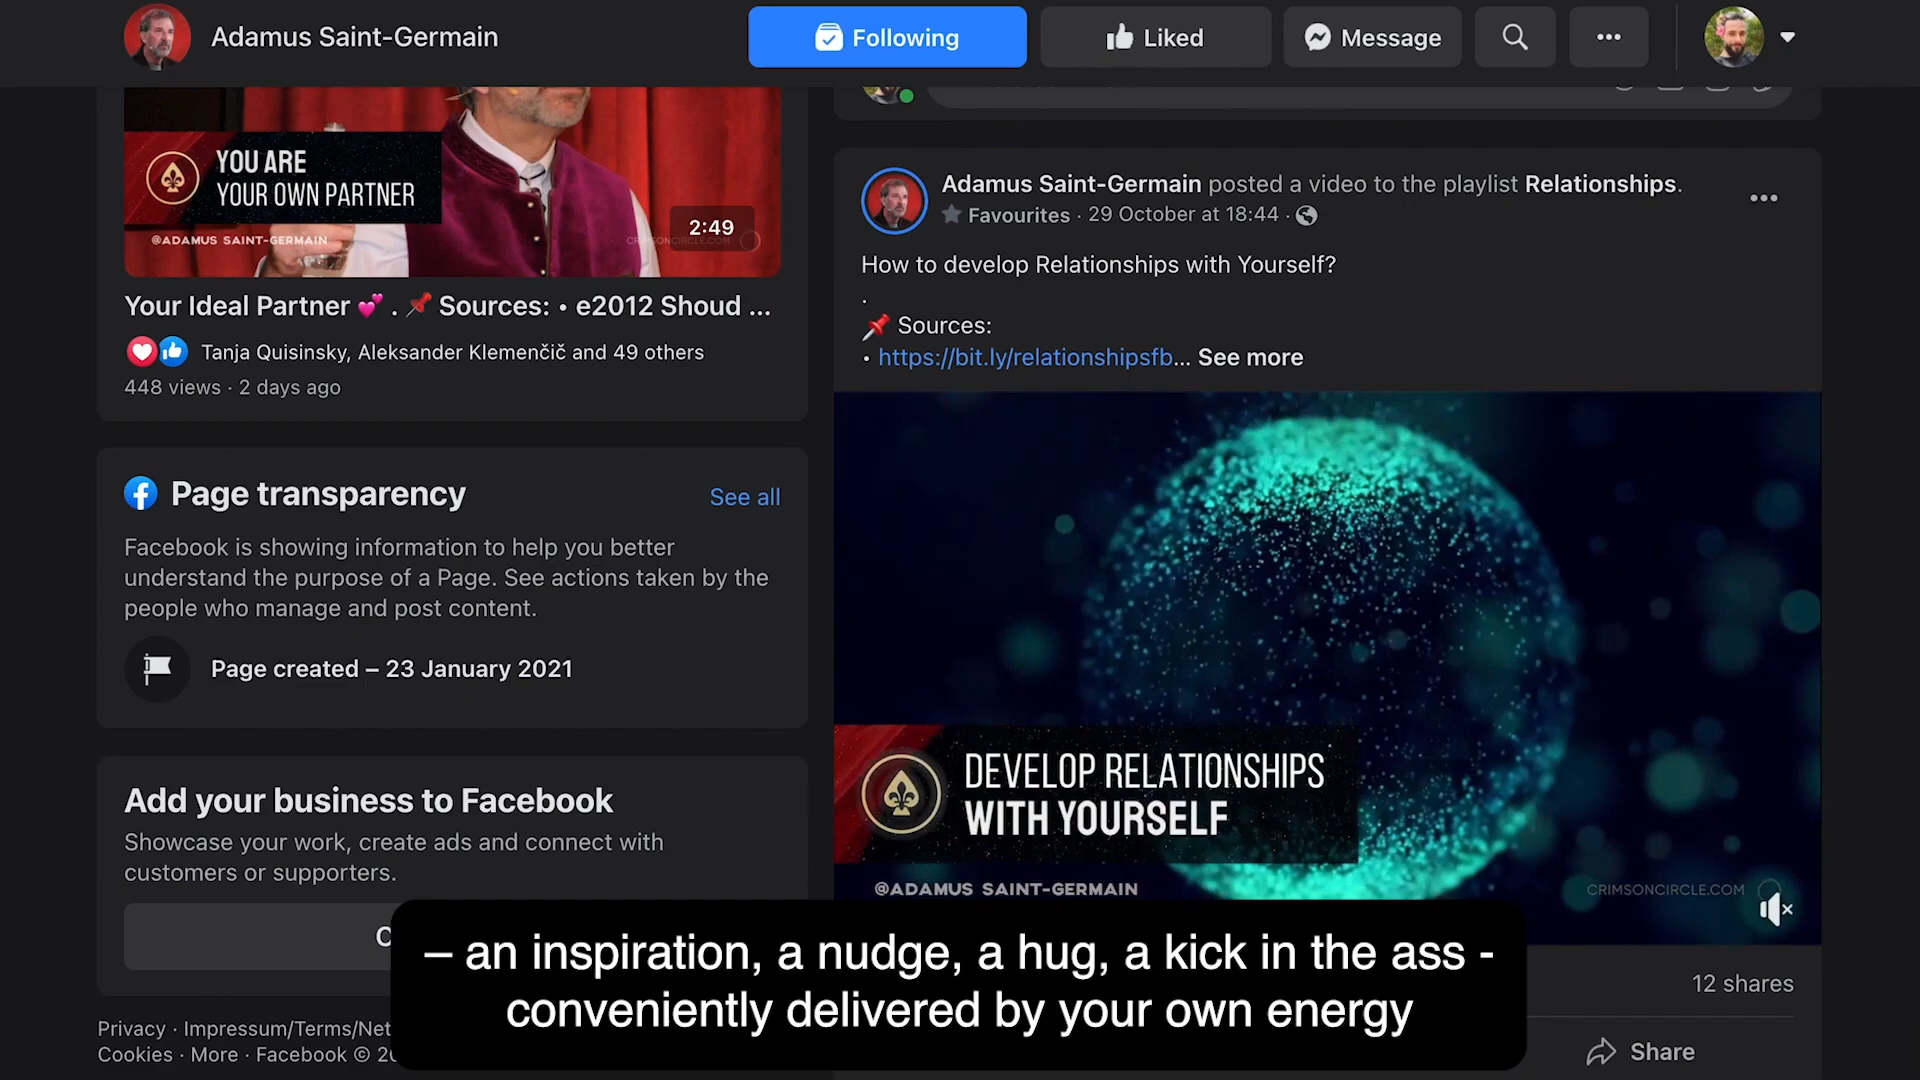 Adamus Saint-Germain
Following
Liked
Message
YOU ARE
YOUR OWN PARTNER
@ADAMUS SAINT-GERMAIN
2:49
Your Ideal Partner 💕 . 📌 Sources: • e2012 Shoud ...
Tanja Quisinsky, Aleksander Klemenčič and 49 others
448 views · 2 days ago
Page transparency
See all
Facebook is showing information to help you better
understand the purpose of a Page. See actions taken by the
people who manage and post content.
Page created – 23 January 2021
Add your business to Facebook
Showcase your work, create ads and connect with
customers or supporters.
Privacy · Impressum/Terms/Net
Cookies · More · Facebook © 20
Adamus Saint-Germain posted a video to the playlist Relationships.
Favourites · 29 October at 18:44 ·
How to develop Relationships with Yourself?
.
📌 Sources:
• https://bit.ly/relationshipsfb... See more
DEVELOP RELATIONSHIPS
WITH YOURSELF
@ADAMUS SAINT-GERMAIN
CRIMSONCIRCLE.COM
12 shares
Share
– an inspiration, a nudge, a hug, a kick in the ass -
conveniently delivered by your own energy